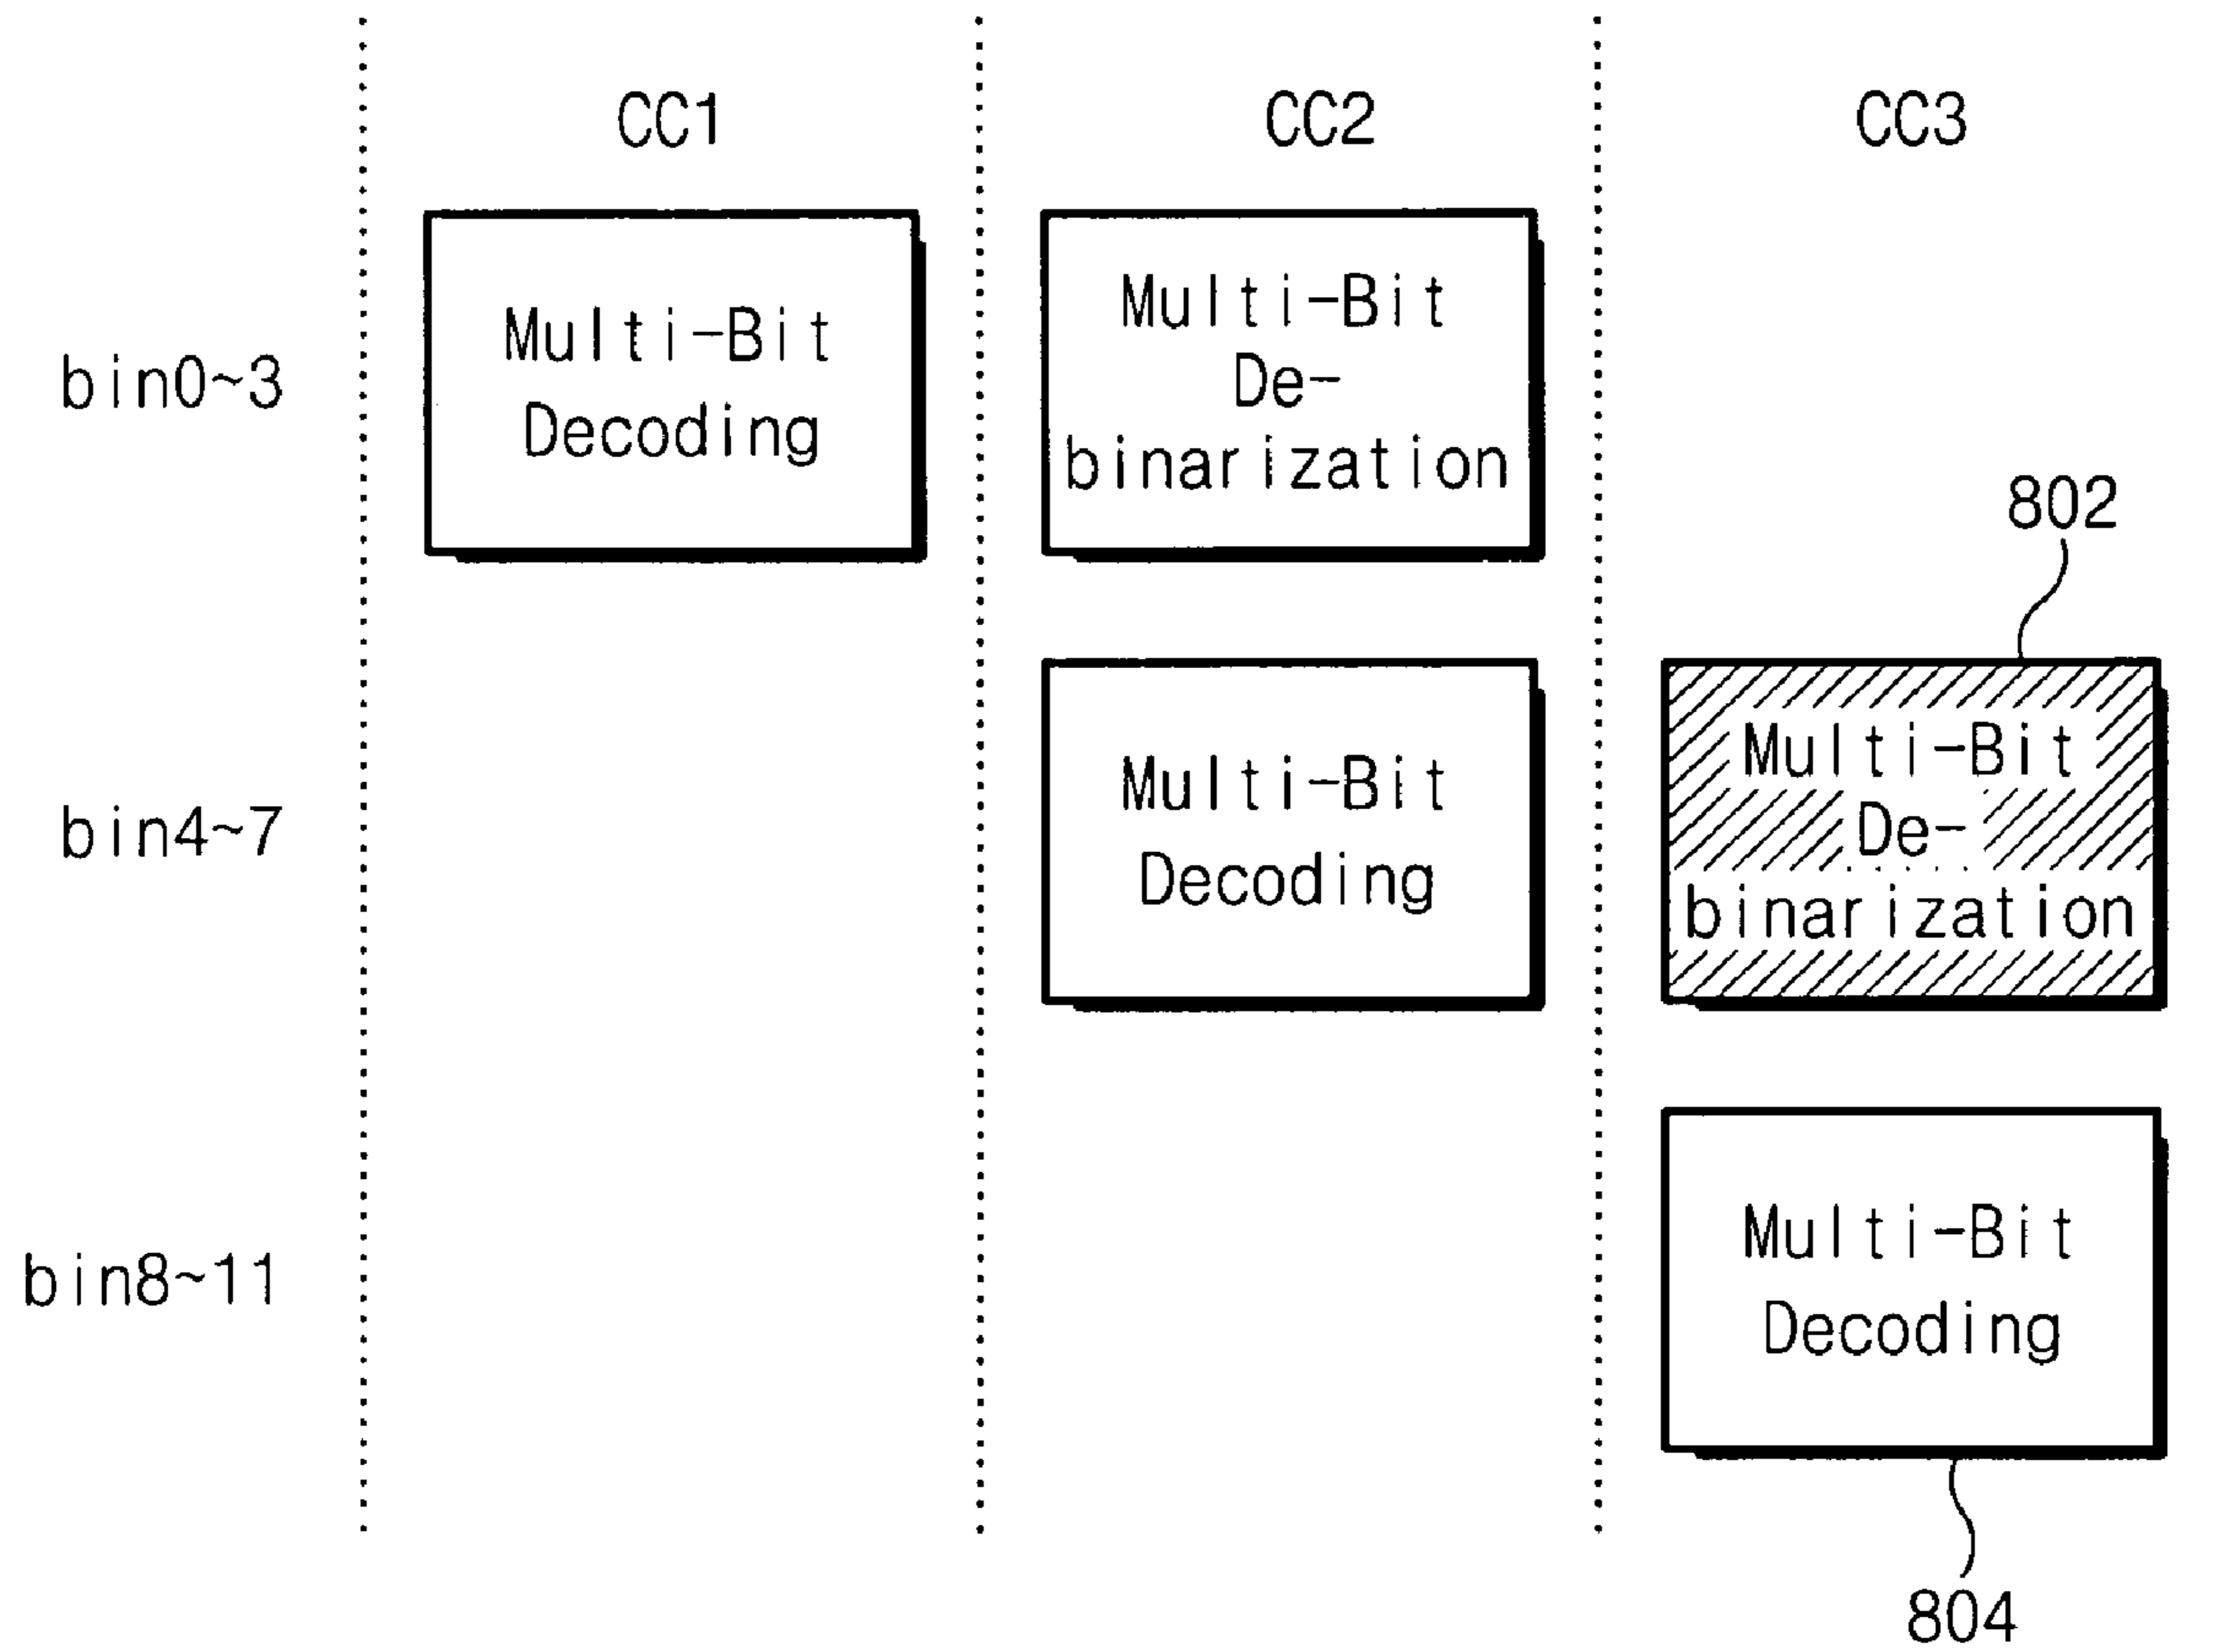 CC1
CC2
CC3
bin0~3
Multi-Bit
Decoding
Multi-Bit
De-
binarization
802
bin4~7
Multi-Bit
Decoding
Multi-Bit
De-
binarization
bin8~11
Multi-Bit
Decoding
804